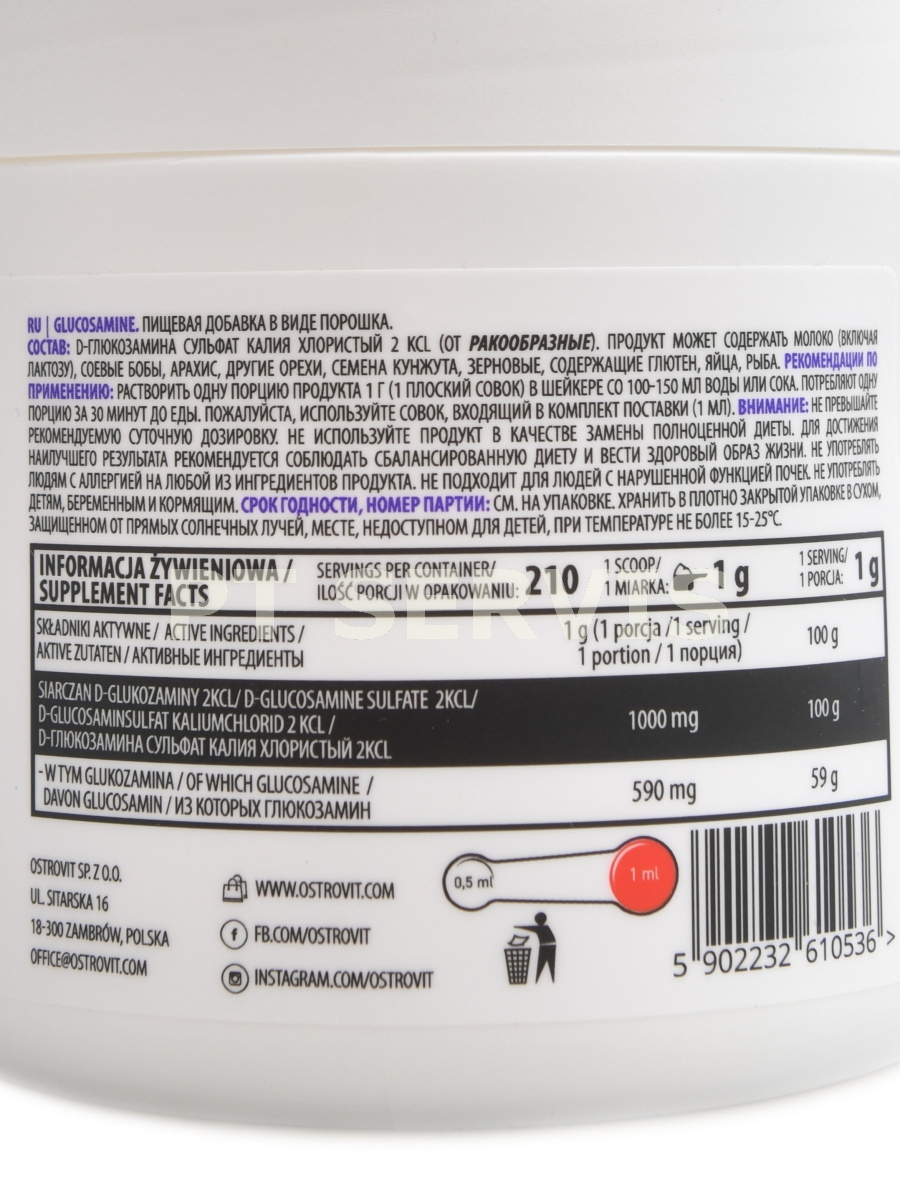 RU | GLUCOSAMINE. ПИЩЕВАЯ ДОБАВКА В ВИДЕ ПОРОШКА.
СОСТАВ: D-ГЛЮКОЗАМИНА СУЛЬФАТ КАЛИЯ ХЛОРИСТЫЙ 2 KCL (ОТ РАКООБРАЗНЫЕ). ПРОДУКТ МОЖЕТ СОДЕРЖАТЬ МОЛОКО (ВКЛЮЧАЯ
ЛАКТОЗУ), СОЕВЫЕ БОБЫ, АРАХИС, ДРУГИЕ ОРЕХИ, СЕМЕНА КУНЖУТА, ЗЕРНОВЫЕ, СОДЕРЖАЩИЕ ГЛЮТЕН, ЯЙЦА, РЫБА. РЕКОМЕНДАЦИИ ПО
ПРИМЕНЕНИЮ: РАСТВОРИТЬ ОДНУ ПОРЦИЮ ПРОДУКТА 1 Г (1 ПЛОСКИЙ СОВОК) В ШЕЙКЕРЕ СО 100-150 МЛ ВОДЫ ИЛИ СОКА. ПОТРЕБЛЯЮТ ОДНУ
ПОРЦИЮ ЗА 30 МИНУТ ДО ЕДЫ. ПОЖАЛУЙСТА, ИСПОЛЬЗУЙТЕ СОВОК, ВХОДЯЩИЙ В КОМПЛЕКТ ПОСТАВКИ (1 МЛ). ВНИМАНИЕ: НЕ ПРЕВЫШАЙТЕ
РЕКОМЕНДУЕМУЮ СУТОЧНУЮ ДОЗИРОВКУ. НЕ ИСПОЛЬЗУЙТЕ ПРОДУКТ В КАЧЕСТВЕ ЗАМЕНЫ ПОЛНОЦЕННОЙ ДИЕТЫ. ДЛЯ ДОСТИЖЕНИЯ
НАИЛУЧШЕГО РЕЗУЛЬТАТА РЕКОМЕНДУЕТСЯ СОБЛЮДАТЬ СБАЛАНСИРОВАННУЮ ДИЕТУ И ВЕСТИ ЗДОРОВЫЙ ОБРАЗ ЖИЗНИ. НЕ УПОТРЕБЛЯТЬ
ЛЮДЯМ С АЛЛЕРГИЕЙ НА ЛЮБОЙ ИЗ ИНГРЕДИЕНТОВ ПРОДУКТА. НЕ ПОДХОДИТ ДЛЯ ЛЮДЕЙ С НАРУШЕННОЙ ФУНКЦИЕЙ ПОЧЕК. НЕ УПОТРЕБЛЯТЬ
ДЕТЯМ, БЕРЕМЕННЫМ И КОРМЯЩИМ. СРОК ГОДНОСТИ, НОМЕР ПАРТИИ: СМ. НА УПАКОВКЕ. ХРАНИТЬ В ПЛОТНО ЗАКРЫТОЙ УПАКОВКЕ В СУХОМ,
ЗАЩИЩЕННОМ ОТ ПРЯМЫХ СОЛНЕЧНЫХ ЛУЧЕЙ, МЕСТЕ, НЕДОСТУПНОМ ДЛЯ ДЕТЕЙ, ПРИ ТЕМПЕРАТУРЕ НЕ БОЛЕЕ 15-25°C.
INFORMACJA ŻYWIENIOWA /
SUPPLEMENT FACTS
SERVINGS PER CONTAINER/
ILOŚĆ PORCJI W OPAKOWANIU: 210
1 SCOOP/
1 MIARKA: 1 g
1 SERVING/
1 PORCJA: 1 g
PT SERVIS
SKŁADNIKI AKTYWNE / ACTIVE INGREDIENTS /
AKTIVE ZUTATEN / АКТИВНЫЕ ИНГРЕДИЕНТЫ
1 g (1 porcja /1 serving /
1 portion / 1 порция)
100 g
SIARCZAN D-GLUKOZAMINY 2KCL/ D-GLUCOSAMINE SULFATE 2KCL/
D-GLUCOSAMINSULFAT KALIUMCHLORID 2 KCL /
D-ГЛЮКОЗАМИНА СУЛЬФАТ КАЛИЯ ХЛОРИСТЫЙ 2KCL
1000 mg
100 g
- W TYM GLUKOZAMINA / OF WHICH GLUCOSAMINE /
DAVON GLUCOSAMIN / ИЗ КОТОРЫХ ГЛЮКОЗАМИН
590 mg
59 g
OSTROVIT SP. Z O.O.
UL. SITARSKA 16
18-300 ZAMBRÓW, POLSKA
OFFICE@OSTROVIT.COM
WWW.OSTROVIT.COM
FB.COM/OSTROVIT
INSTAGRAM.COM/OSTROVIT
0,5 ml
1 ml
5 902232 610536 >